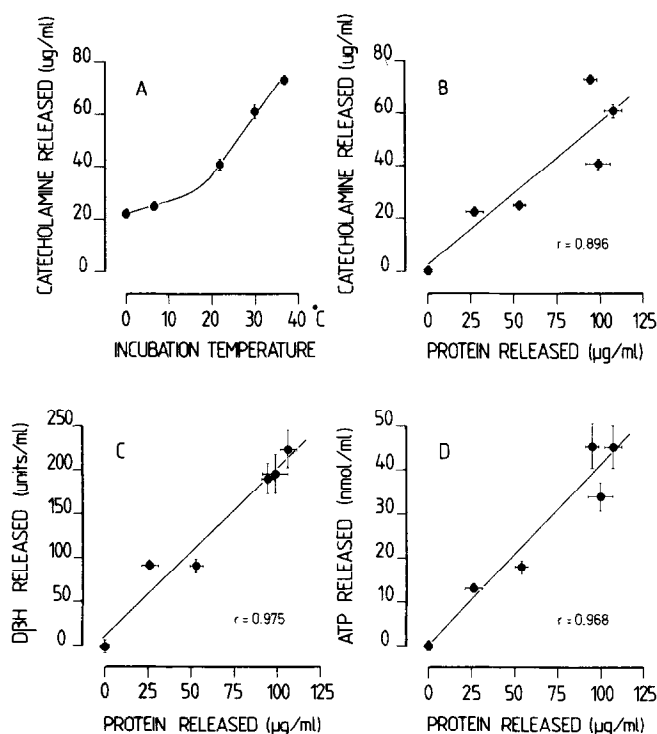 CATECHOLAMINE RELEASED (ug/ml)
80
60
40
20
0
A
0 10 20 30 40 °C
INCUBATION TEMPERATURE
CATECHOLAMINE RELEASED (ug/ml)
80
60
40
20
0
B
r = 0.896
0 25 50 75 100 125
PROTEIN RELEASED (µg/ml)
DβH RELEASED (units/ml)
250
200
150
100
50
0
C
r = 0.975
0 25 50 75 100 125
PROTEIN RELEASED (µg/ml)
ATP RELEASED (nmol/ml)
50
40
30
20
10
0
D
r = 0.968
0 25 50 75 100 125
PROTEIN RELEASED (µg/ml)